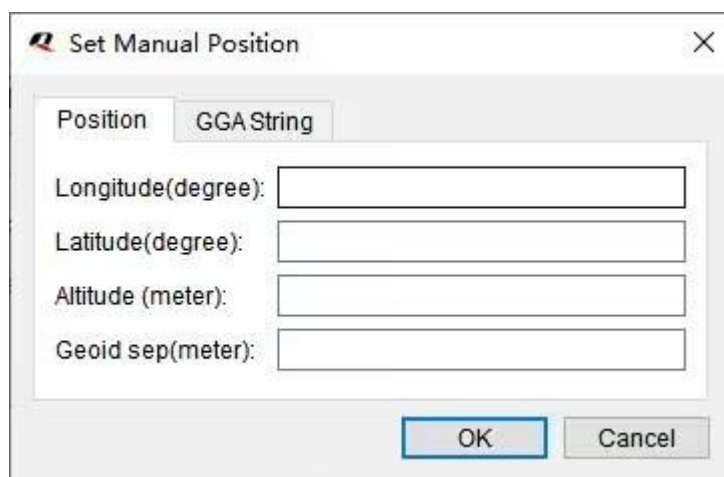 Set Manual Position
Position GGA String
Longitude(degree):
Latitude(degree):
Altitude (meter):
Geoid sep(meter):
OK Cancel